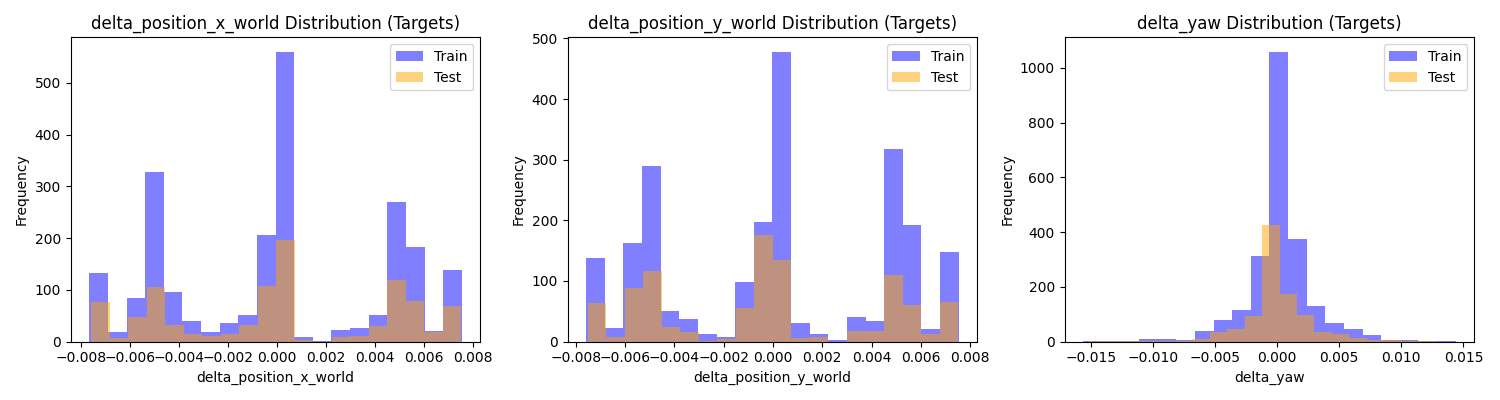 delta_position_x_world Distribution (Targets)
Frequency
500
400
300
200
100
0
−0.008 −0.006 −0.004 −0.002 0.000 0.002 0.004 0.006 0.008
delta_position_x_world
Train
Test
delta_position_y_world Distribution (Targets)
Frequency
500
400
300
200
100
0
−0.008 −0.006 −0.004 −0.002 0.000 0.002 0.004 0.006 0.008
delta_position_y_world
Train
Test
delta_yaw Distribution (Targets)
Frequency
1000
800
600
400
200
0
−0.015 −0.010 −0.005 0.000 0.005 0.010 0.015
delta_yaw
Train
Test